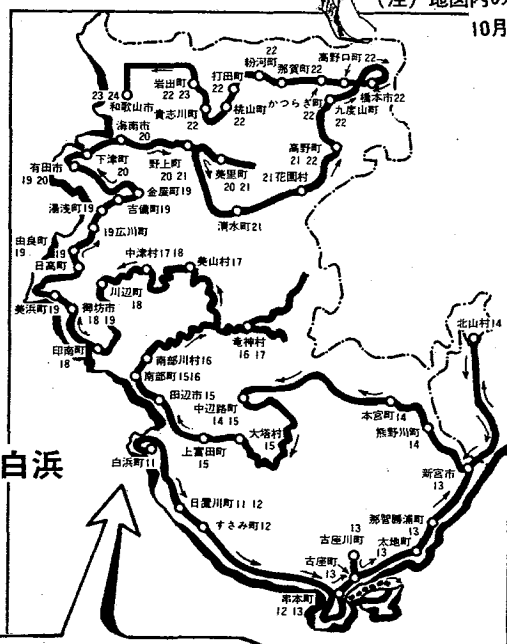 (注)地図内の
10月
22
粉河町
那賀町
22
高野口町22
打田町
22
岩田町
22 23
かつらぎ町
22
橋本市22
九度山町
22
23 24
和歌山市
貴志川町
22
桃山町
22
海南市
20
高野町
21 22
下津町
20
野上町
20 21
美里町
20 21
21花園村
有田市
19 20
金屋町19
清水町21
湯浅町19
吉備町19
19広川町
由良町
19
19
日高町
中津村17 18
美山村17
川辺町
18
美浜町19
御坊市
18 19
竜神村
16 17
北山村14
印南町
18
南部川村16
南部町15 16
田辺市15
中辺路町
14 15
本宮町14
大塔村
15
熊野川町
14
上富田町
15
白浜町11
白浜
新宮市
13
日置川町11 12
すさみ町12
那智勝浦町
13
13
古座川町
太地町
13
古座町
13
串本町
12 13